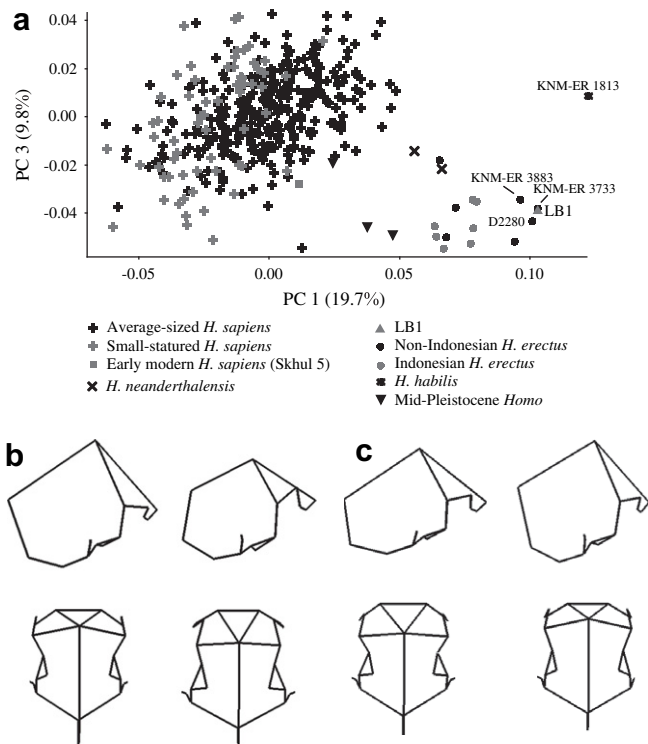 a
0.04
0.02
0.00
-0.02
-0.04
PC 3 (9.8%)
KNM-ER 1813
KNM-ER 3883
KNM-ER 3733
LB1
D2280
-0.05
0.00
0.05
0.10
PC 1 (19.7%)
Average-sized H. sapiens
Small-statured H. sapiens
Early modern H. sapiens (Skhul 5)
H. neanderthalensis
LB1
Non-Indonesian H. erectus
Indonesian H. erectus
H. habilis
Mid-Pleistocene Homo
b
c